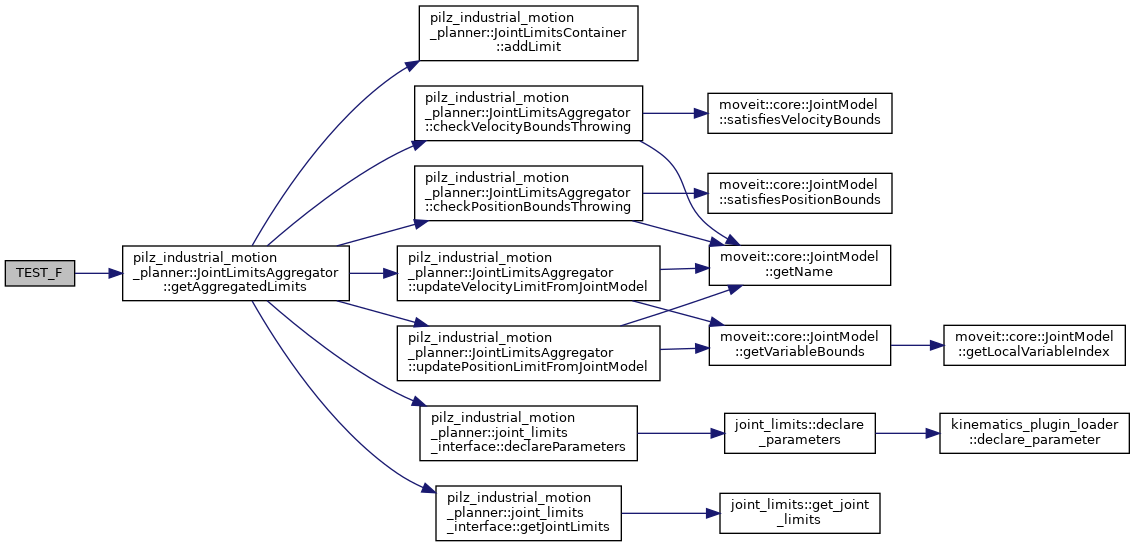 TEST_F
pilz_industrial_motion
_planner::JointLimitsAggregator
::getAggregatedLimits
pilz_industrial_motion
_planner::JointLimitsContainer
::addLimit
pilz_industrial_motion
_planner::JointLimitsAggregator
::checkVelocityBoundsThrowing
pilz_industrial_motion
_planner::JointLimitsAggregator
::checkPositionBoundsThrowing
pilz_industrial_motion
_planner::JointLimitsAggregator
::updateVelocityLimitFromJointModel
pilz_industrial_motion
_planner::JointLimitsAggregator
::updatePositionLimitFromJointModel
pilz_industrial_motion
_planner::joint_limits
_interface::declareParameters
pilz_industrial_motion
_planner::joint_limits
_interface::getJointLimits
moveit::core::JointModel
::satisfiesVelocityBounds
moveit::core::JointModel
::satisfiesPositionBounds
moveit::core::JointModel
::getName
moveit::core::JointModel
::getVariableBounds
joint_limits::declare
_parameters
joint_limits::get_joint
_limits
moveit::core::JointModel
::getLocalVariableIndex
kinematics_plugin_loader
::declare_parameter